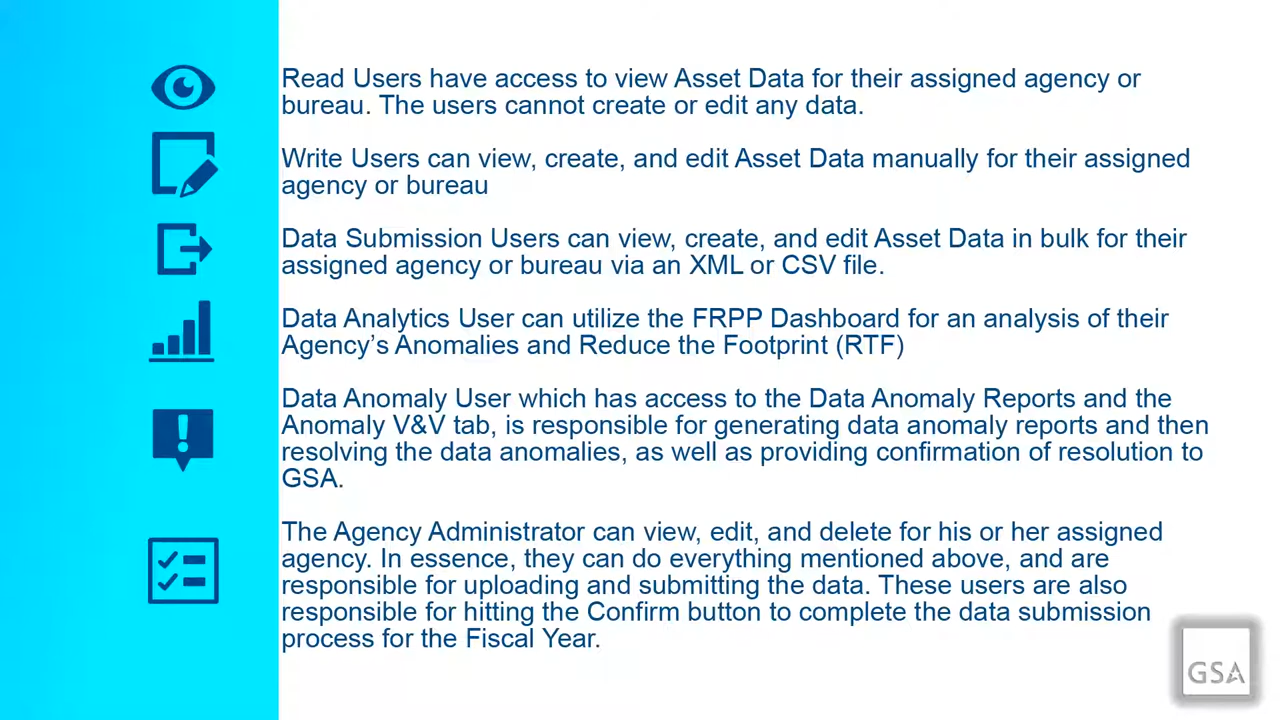 Read Users have access to view Asset Data for their assigned agency or
bureau. The users cannot create or edit any data.
Write Users can view, create, and edit Asset Data manually for their assigned
agency or bureau
Data Submission Users can view, create, and edit Asset Data in bulk for their
assigned agency or bureau via an XML or CSV file.
Data Analytics User can utilize the FRPP Dashboard for an analysis of their
Agency’s Anomalies and Reduce the Footprint (RTF)
Data Anomaly User which has access to the Data Anomaly Reports and the
Anomaly V&V tab, is responsible for generating data anomaly reports and then
resolving the data anomalies, as well as providing confirmation of resolution to
GSA.
The Agency Administrator can view, edit, and delete for his or her assigned
agency. In essence, they can do everything mentioned above, and are
responsible for uploading and submitting the data. These users are also
responsible for hitting the Confirm button to complete the data submission
process for the Fiscal Year.
GSA